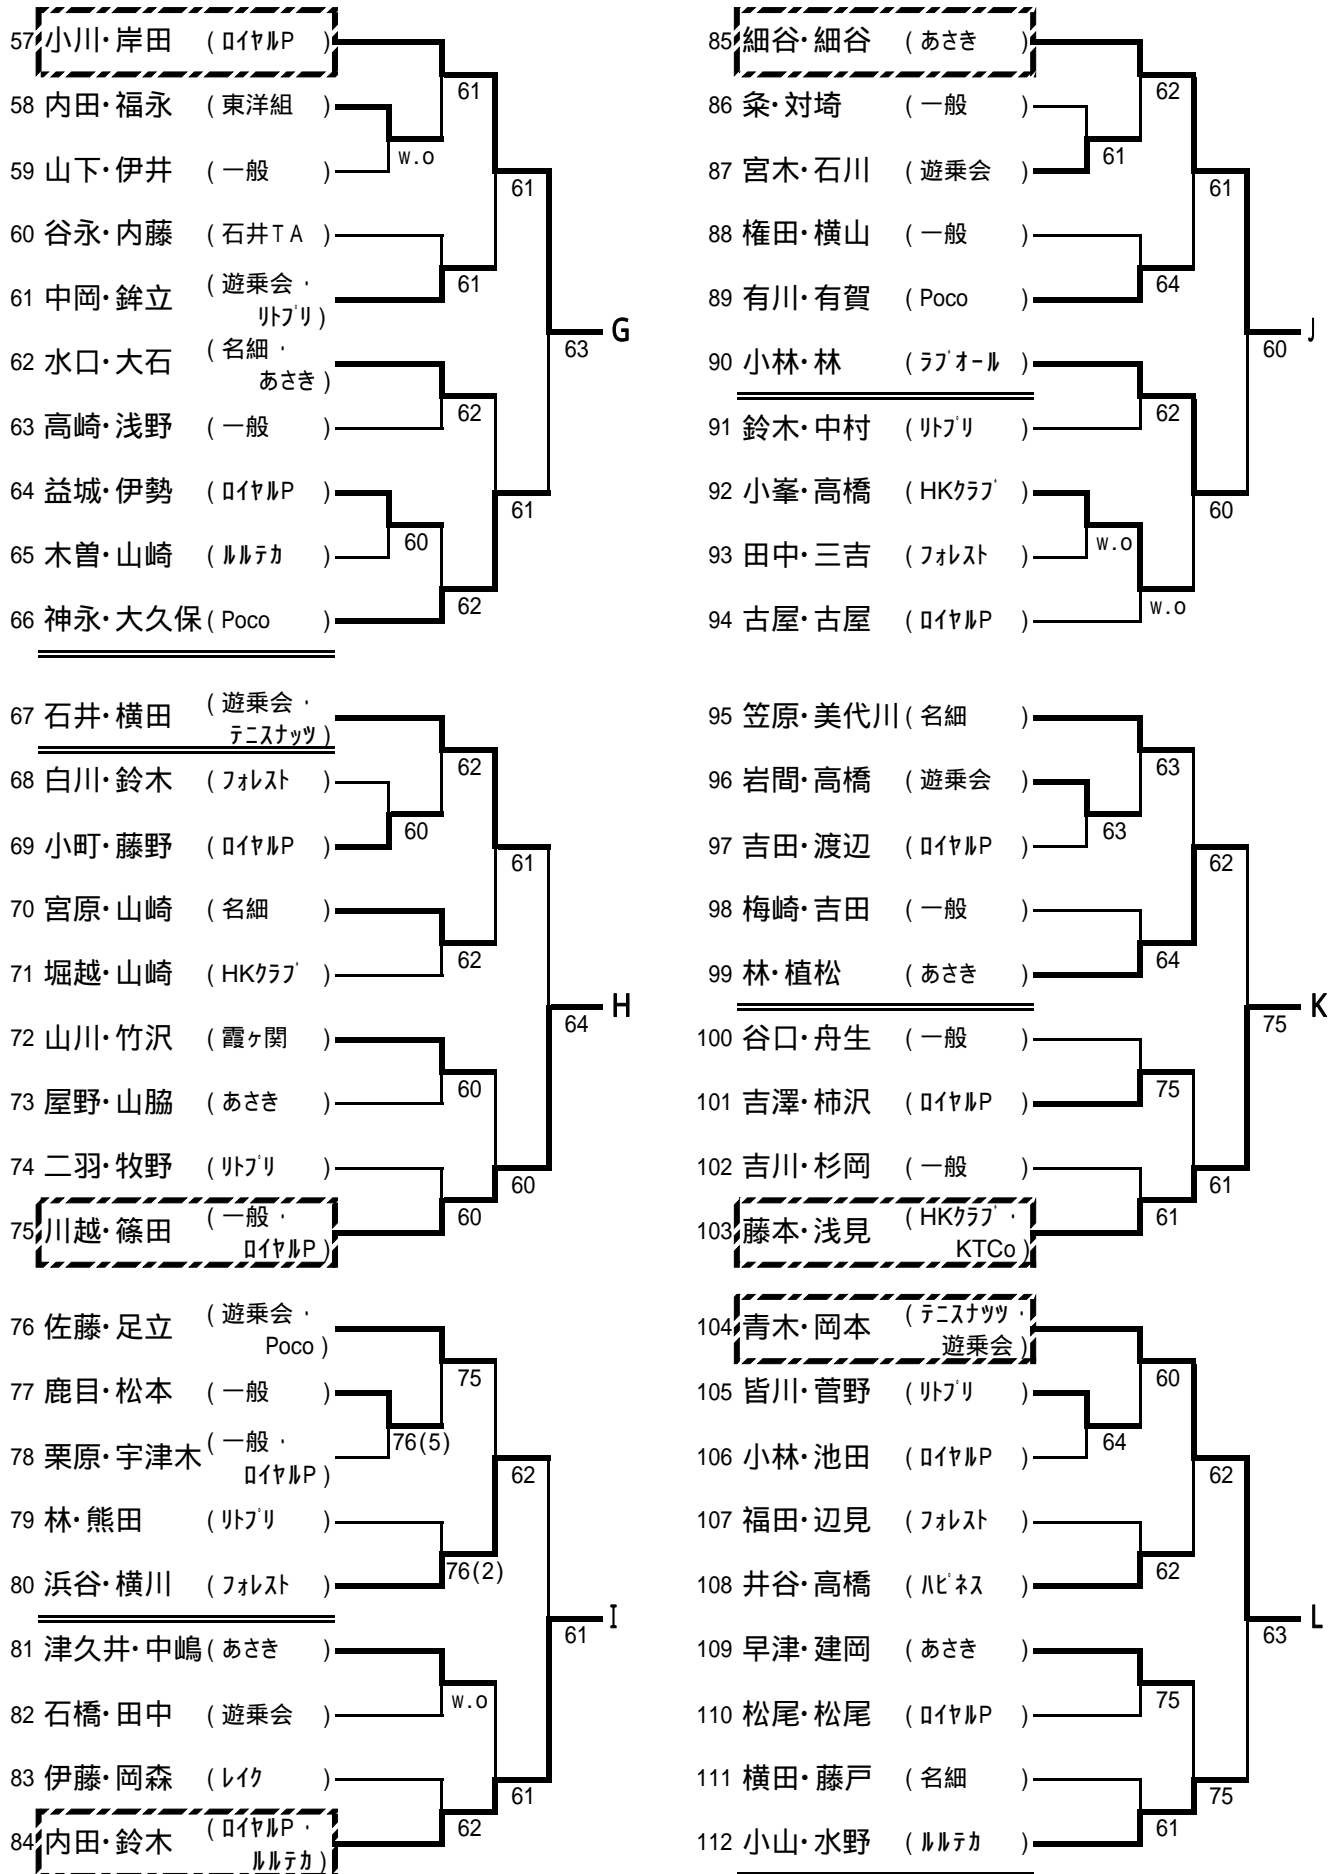 57 小川・岸田 (ﾛｲﾔﾙP)
61
58 内田・福永 (東洋組)
w.o
59 山下・伊井 (一般)
61
60 谷永・内藤 (石井TA)
61
61 中岡・鉾立 (遊乗会・
ﾘﾄﾌﾟﾘ)
63 G
62 水口・大石 (名細・
あさき)
62
63 高崎・浅野 (一般)
64 益城・伊勢 (ﾛｲﾔﾙP)
61
60
65 木曽・山崎 (ﾙﾙﾃｶ)
62
66 神永・大久保 (Poco)
67 石井・横田 (遊乗会・
ﾃﾆｽﾅｯﾂ)
62
68 白川・鈴木 (ﾌｫﾚｽﾄ)
60
69 小町・藤野 (ﾛｲﾔﾙP)
61
70 宮原・山崎 (名細)
62
71 堀越・山崎 (HKｸﾗﾌﾞ)
64 H
72 山川・竹沢 (霞ヶ関)
60
73 屋野・山脇 (あさき)
74 二羽・牧野 (ﾘﾄﾌﾟﾘ)
60
60
75 川越・篠田 (一般・
ﾛｲﾔﾙP)
76 佐藤・足立 (遊乗会・
Poco)
75
77 鹿目・松本 (一般)
76(5)
78 栗原・宇津木 (一般・
ﾛｲﾔﾙP)
62
79 林・熊田 (ﾘﾄﾌﾟﾘ)
76(2)
80 浜谷・横川 (ﾌｫﾚｽﾄ)
61 I
81 津久井・中嶋 (あさき)
w.o
82 石橋・田中 (遊乗会)
83 伊藤・岡森 (ﾚｲｸ)
61
62
84 内田・鈴木 (ﾛｲﾔﾙP・
ﾙﾙﾃｶ)
85 細谷・細谷 (あさき)
62
86 粂・対埼 (一般)
61
87 宮木・石川 (遊乗会)
61
88 権田・横山 (一般)
64
89 有川・有賀 (Poco)
60 J
90 小林・林 (ﾗﾌﾞｵｰﾙ)
62
91 鈴木・中村 (ﾘﾄﾌﾟﾘ)
92 小峯・高橋 (HKｸﾗﾌﾞ)
60
w.o
93 田中・三吉 (ﾌｫﾚｽﾄ)
w.o
94 古屋・古屋 (ﾛｲﾔﾙP)
95 笠原・美代川 (名細)
63
96 岩間・高橋 (遊乗会)
63
97 吉田・渡辺 (ﾛｲﾔﾙP)
62
98 梅崎・吉田 (一般)
64
99 林・植松 (あさき)
75 K
100 谷口・舟生 (一般)
75
101 吉澤・柿沢 (ﾛｲﾔﾙP)
102 吉川・杉岡 (一般)
61
61
103 藤本・浅見 (HKｸﾗﾌﾞ・
KTCo)
104 青木・岡本 (ﾃﾆｽﾅﾂﾂ・
遊乗会)
60
105 皆川・菅野 (ﾘﾄﾌﾟﾘ)
64
106 小林・池田 (ﾛｲﾔﾙP)
62
107 福田・辺見 (ﾌｫﾚｽﾄ)
62
108 井谷・高橋 (ﾊﾋﾟﾈｽ)
63 L
109 早津・建岡 (あさき)
75
110 松尾・松尾 (ﾛｲﾔﾙP)
111 横田・藤戸 (名細)
75
61
112 小山・水野 (ﾙﾙﾃｶ)